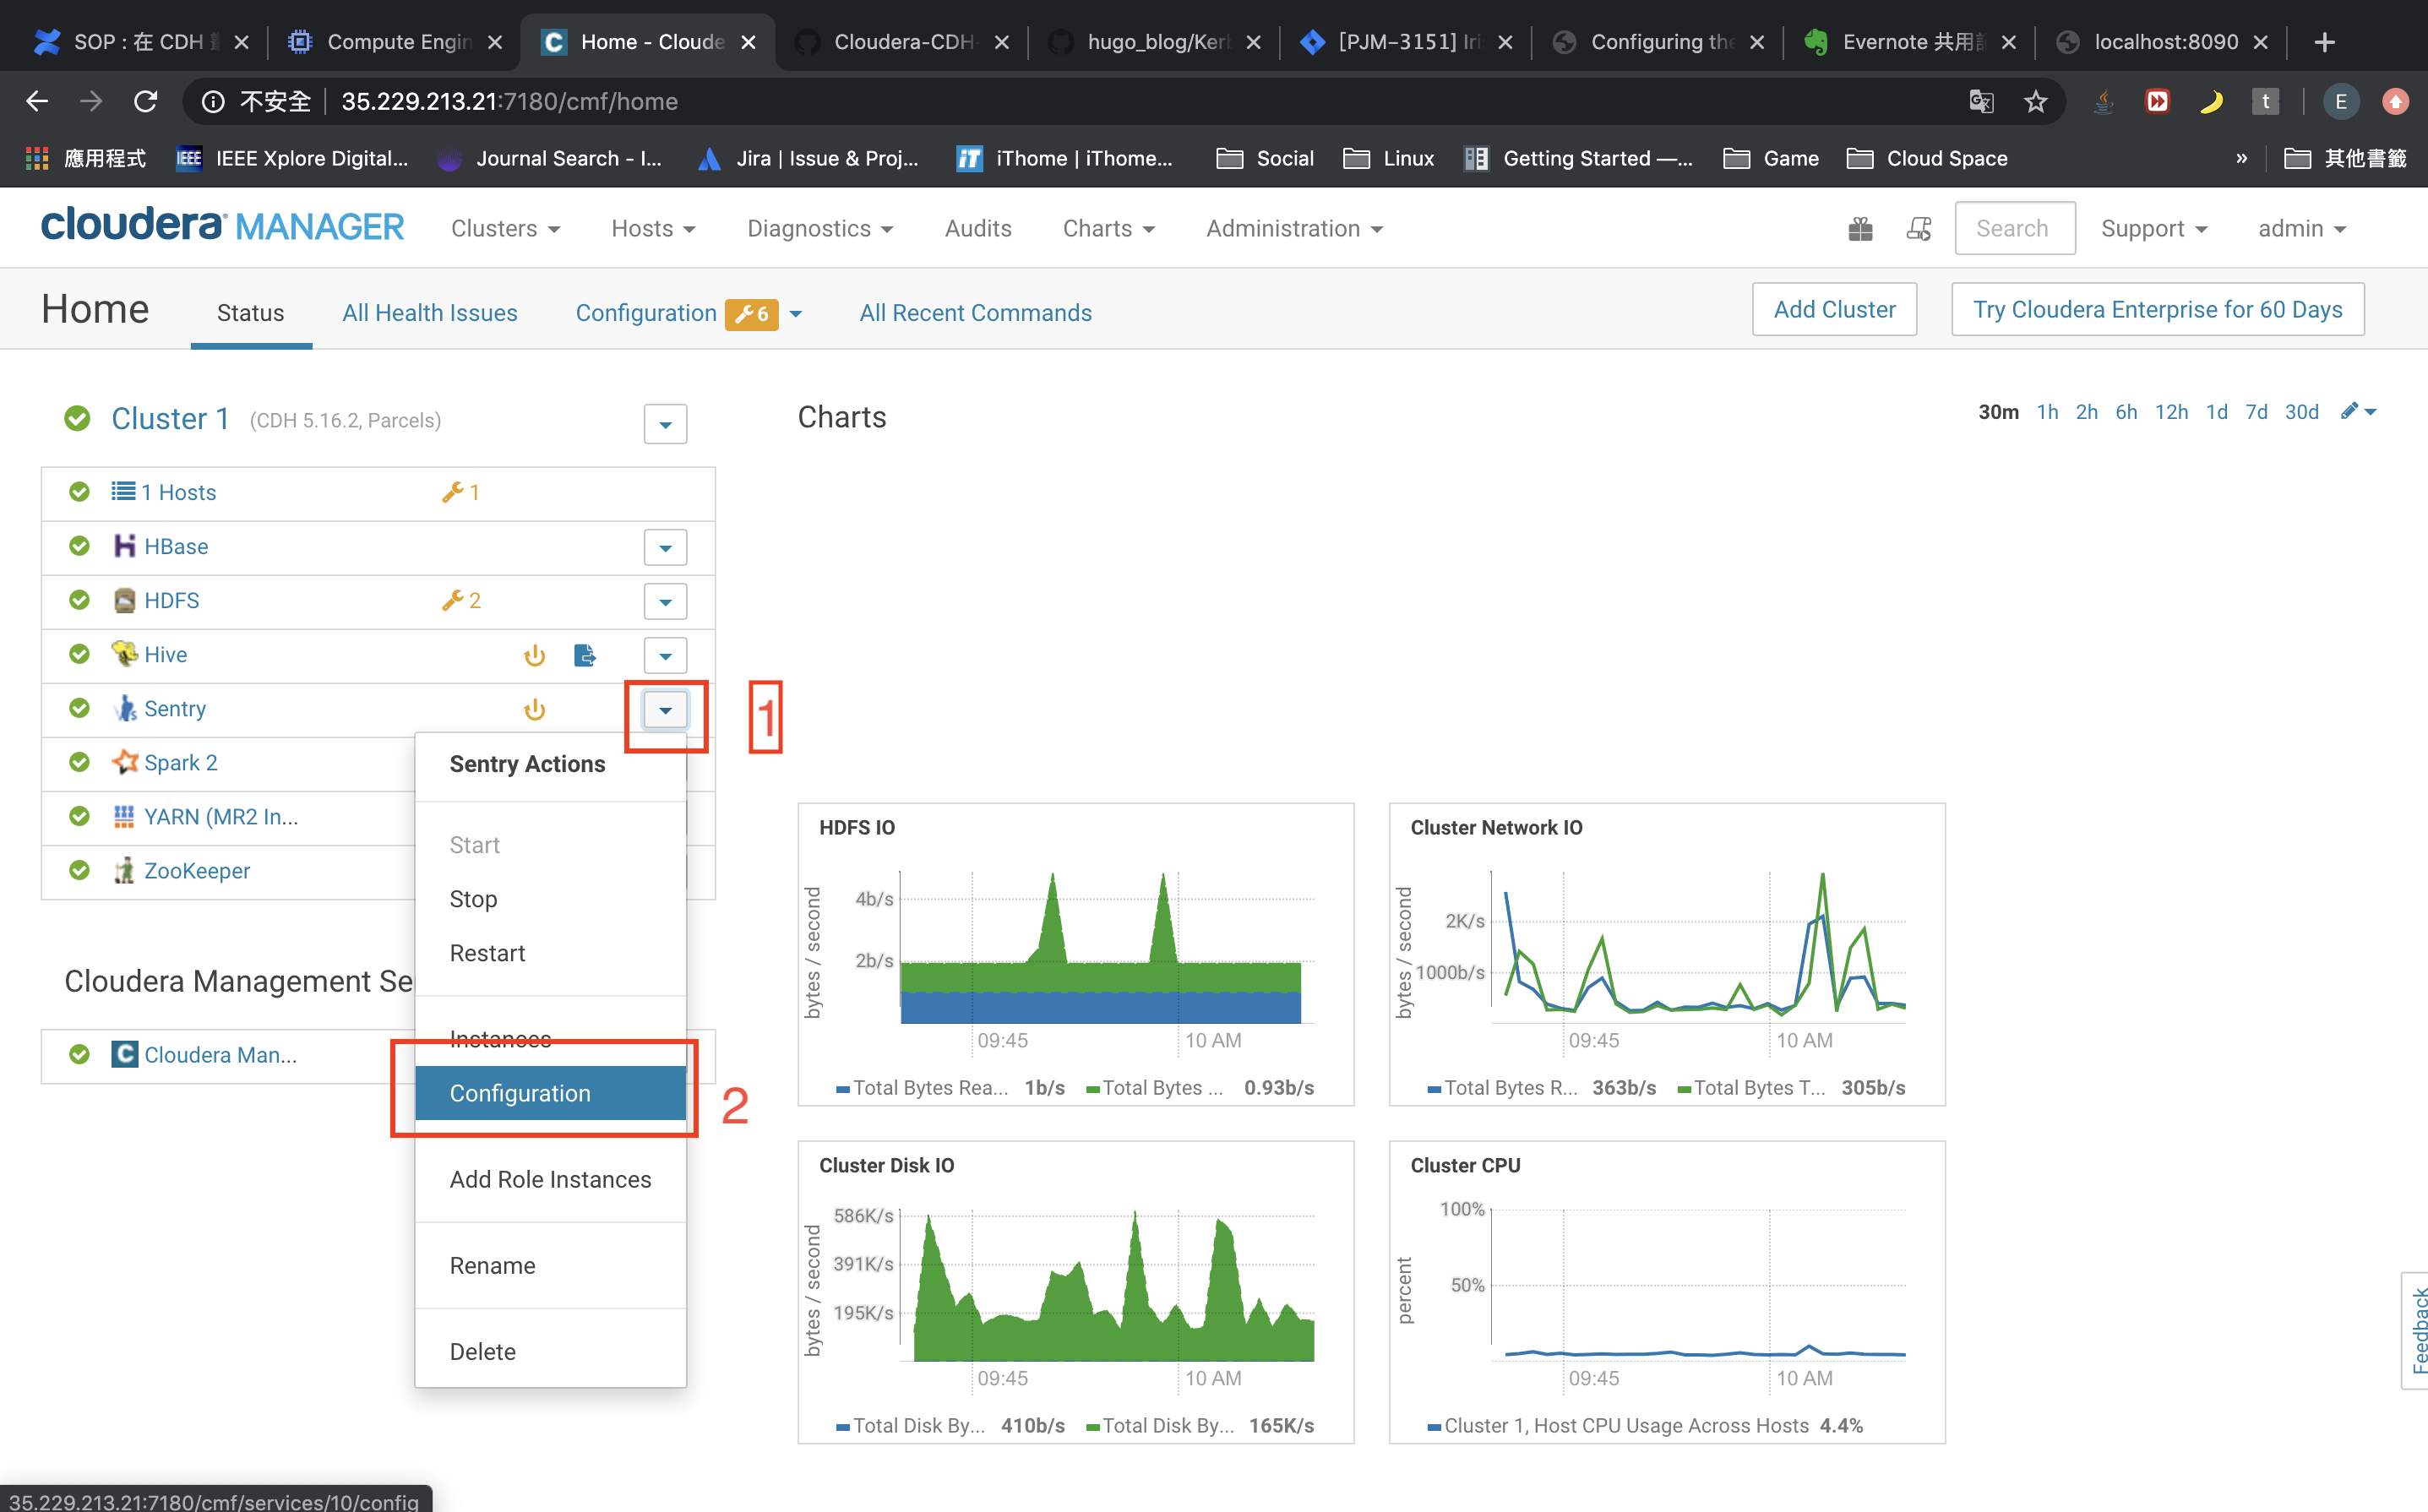 SOP : 在 CDH
Compute Engin
Home - Cloude
Cloudera-CDH-
hugo_blog/Ker
[PJM-3151] Iri
Configuring the
Evernote 共用
localhost:8090
不安全
35.229.213.21:7180/cmf/home
E
應用程式
IEEE
IEEE Xplore Digital...
Journal Search - I...
Jira | Issue & Proj...
iT
iThome | iThome...
Social
Linux
Getting Started —...
Game
Cloud Space
»
其他書籤
cloudera MANAGER
Clusters
Hosts
Diagnostics
Audits
Charts
Administration
Search
Support
admin
Home
Status
All Health Issues
Configuration
6
All Recent Commands
Add Cluster
Try Cloudera Enterprise for 60 Days
Cluster 1
(CDH 5.16.2, Parcels)
Charts
30m 1h 2h 6h 12h 1d 7d 30d
1 Hosts
1
HBase
HDFS
2
Hive
Sentry
1
Spark 2
YARN (MR2 In...
ZooKeeper
Sentry Actions
Start
Stop
Restart
Instances
Configuration
2
Add Role Instances
Rename
Delete
Cloudera Management Se
C
Cloudera Man...
HDFS IO
bytes / second
4b/s
2b/s
09:45
10 AM
Total Bytes Rea... 1b/s
Total Bytes ... 0.93b/s
Cluster Network IO
bytes / second
2K/s
1000b/s
09:45
10 AM
Total Bytes R... 363b/s
Total Bytes T... 305b/s
Cluster Disk IO
bytes / second
586K/s
391K/s
195K/s
09:45
10 AM
Total Disk By... 410b/s
Total Disk By... 165K/s
Cluster CPU
percent
100%
50%
09:45
10 AM
Cluster 1, Host CPU Usage Across Hosts 4.4%
Feedback
35.229.213.21:7180/cmf/services/10/config